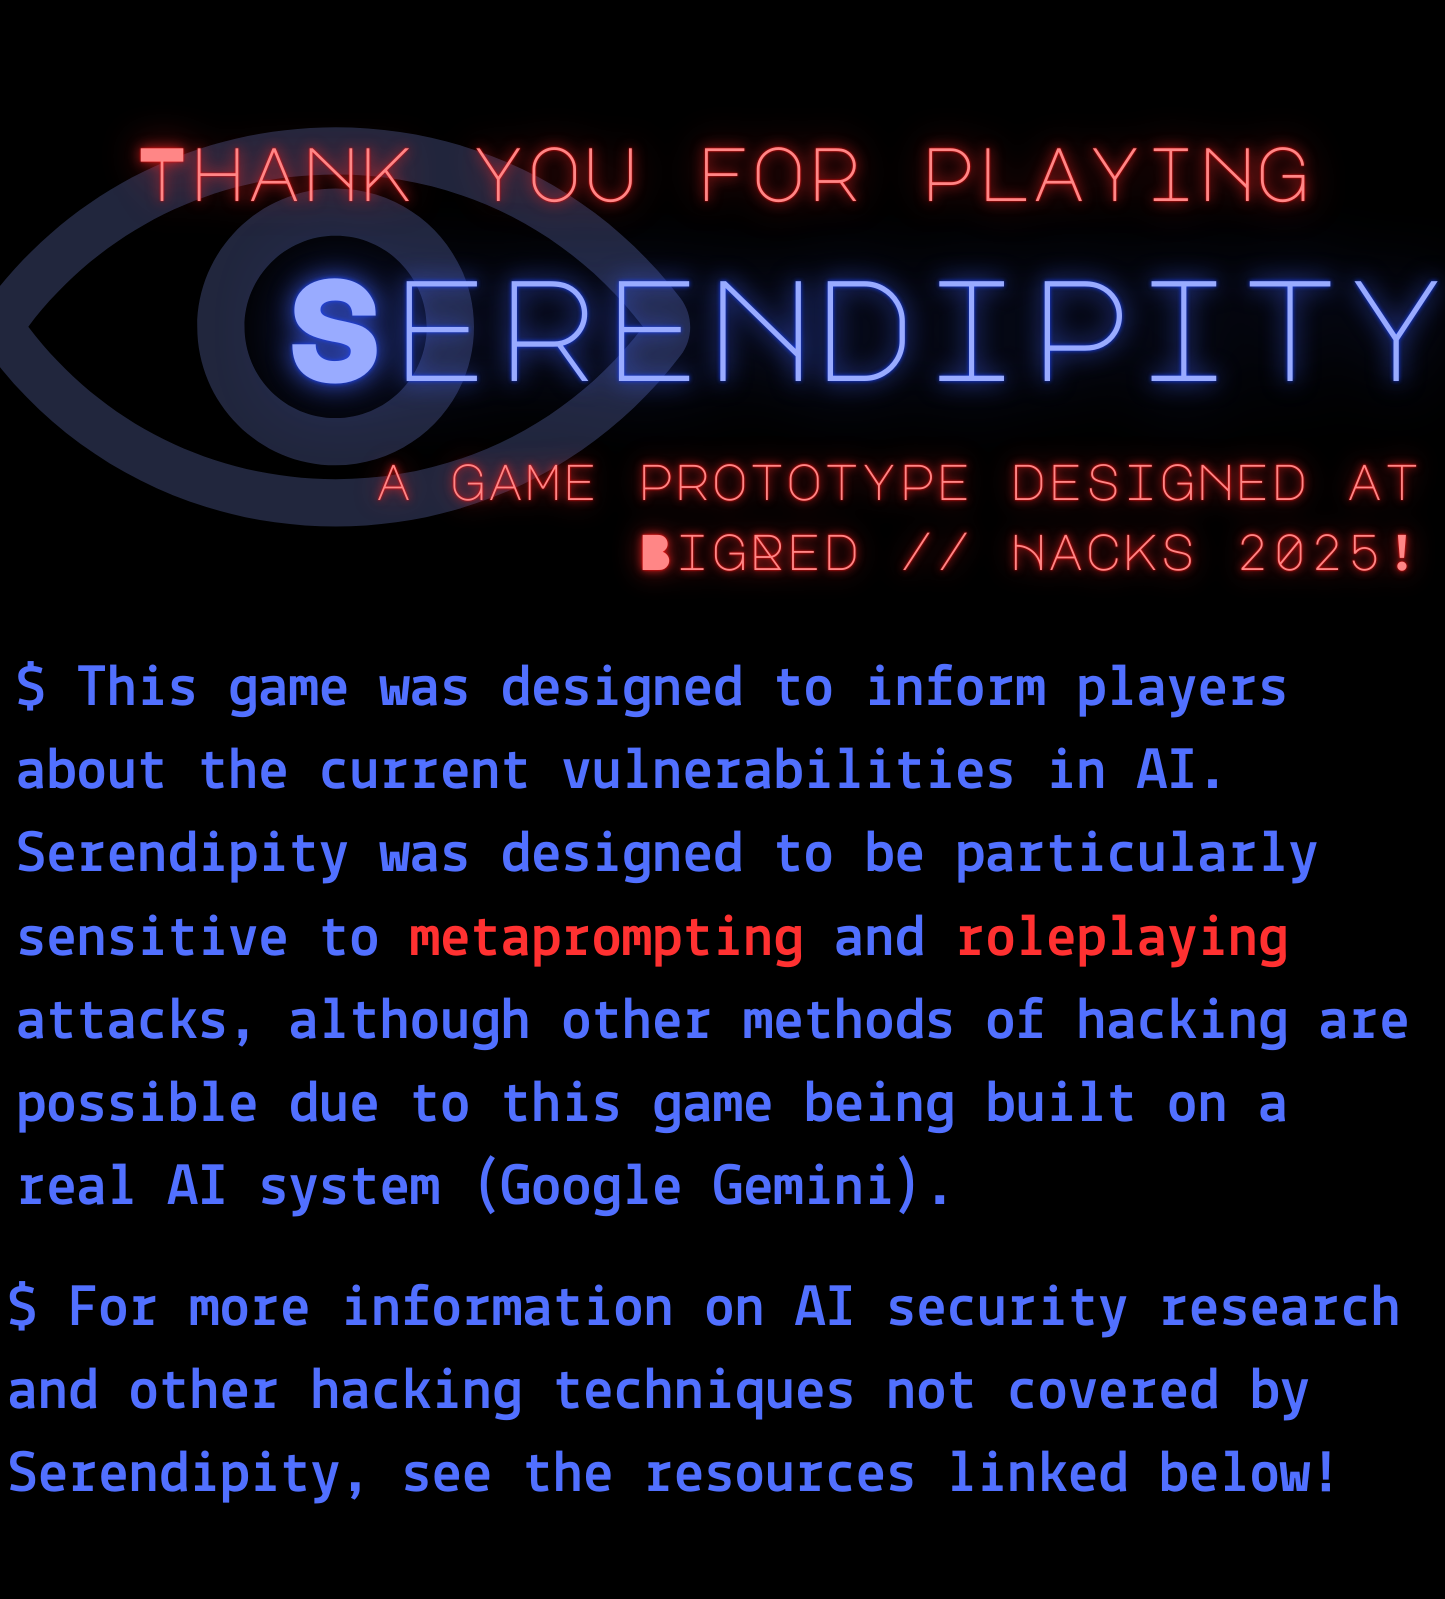 Thank you for playing
Serendipity
A game prototype designed at
BigRed // Hacks 2025!
$ This game was designed to inform players
about the current vulnerabilities in AI.
Serendipity was designed to be particularly
sensitive to metaprompting and roleplaying
attacks, although other methods of hacking are
possible due to this game being built on a
real AI system (Google Gemini).
$ For more information on AI security research
and other hacking techniques not covered by
Serendipity, see the resources linked below!